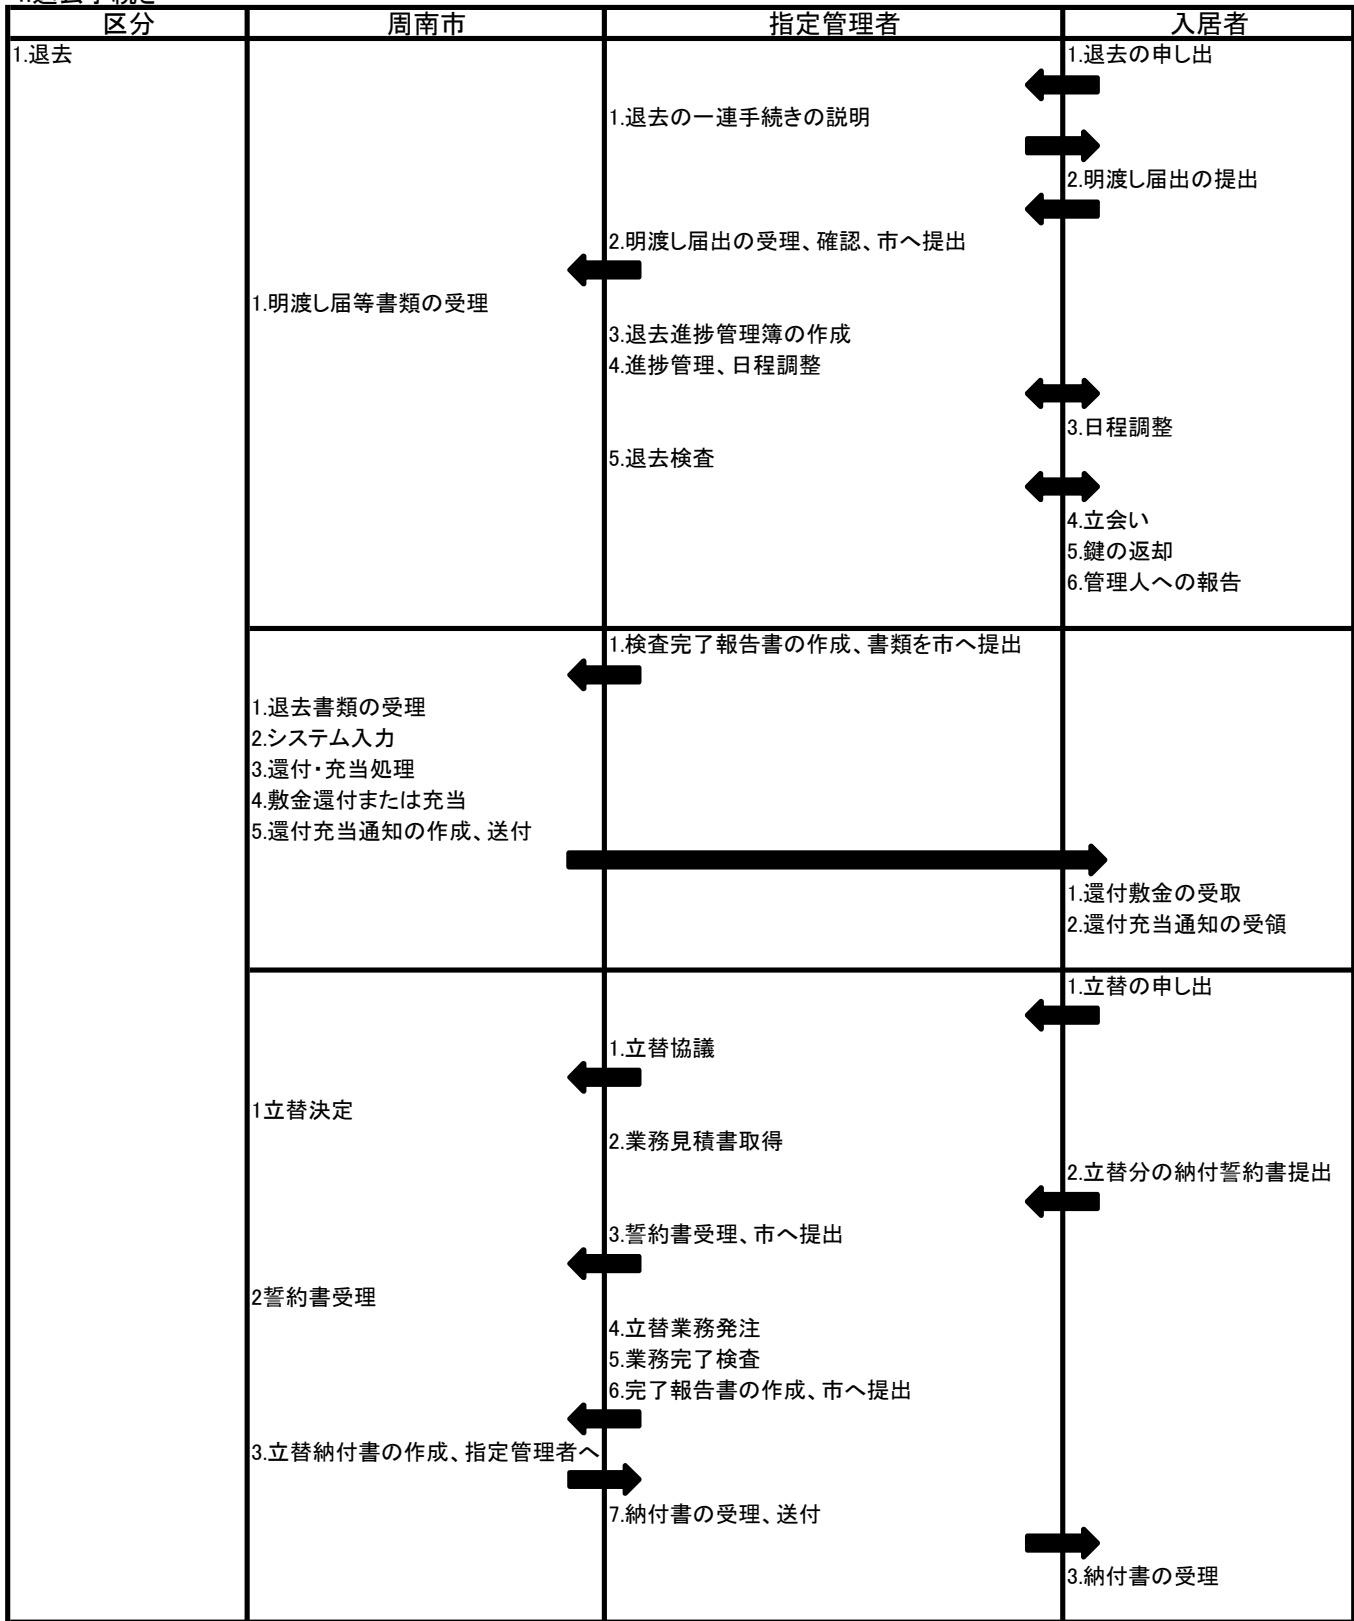 区分 周南市 指定管理者 入居者
1.退去 1.退去の申し出
1.退去の一連手続きの説明
2.明渡し届出の提出
2.明渡し届出の受理、確認、市へ提出
1.明渡し届等書類の受理
3.退去進捗管理簿の作成
4.進捗管理、日程調整
3.日程調整
5.退去検査
4.立会い
5.鍵の返却
6.管理人への報告
1.検査完了報告書の作成、書類を市へ提出
1.退去書類の受理
2.システム入力
3.還付・充当処理
4.敷金還付または充当
5.還付充当通知の作成、送付
1.還付敷金の受取
2.還付充当通知の受領
1.立替の申し出
1.立替協議
1立替決定
2.業務見積書取得
2.立替分の納付誓約書提出
3.誓約書受理、市へ提出
2誓約書受理
4.立替業務発注
5.業務完了検査
6.完了報告書の作成、市へ提出
3.立替納付書の作成、指定管理者へ
7.納付書の受理、送付
3.納付書の受理